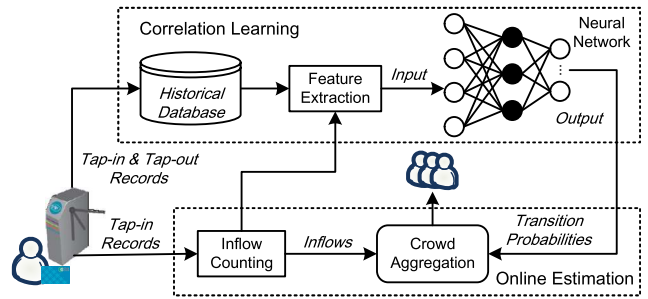 Correlation Learning
Neural
Network
Historical
Database
Feature
Extraction
Input
Output
Tap-in & Tap-out
Records
Tap-in
Records
Inflow
Counting
Inflows
Crowd
Aggregation
Transition
Probabilities
Online Estimation